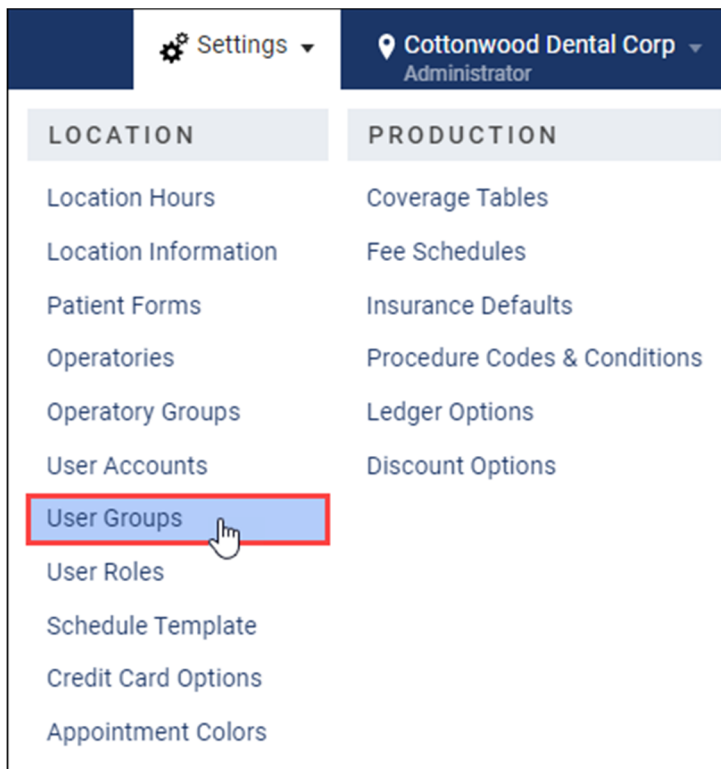 Settings
Cottonwood Dental Corp
Administrator
LOCATION
Location Hours
Location Information
Patient Forms
Operatories
Operatory Groups
User Accounts
User Groups
User Roles
Schedule Template
Credit Card Options
Appointment Colors
PRODUCTION
Coverage Tables
Fee Schedules
Insurance Defaults
Procedure Codes & Conditions
Ledger Options
Discount Options